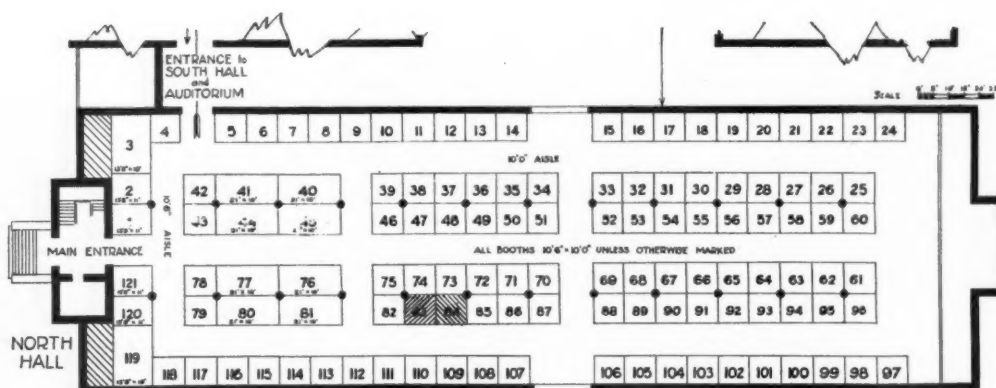 ENTRANCE to
SOUTH HALL
and
AUDITORIUM
SCALE
4 5 6 7 8 9 10 11 12 13 14 15 16 17 18 19 20 21 22 23 24
3
10'0" AISLE
2 42 41 40 39 38 37 36 35 34 33 32 31 30 29 28 27 26 25
43 46 47 48 49 50 51 52 53 54 55 56 57 58 59 60
10'6" AISLE
MAIN ENTRANCE
ALL BOOTHS 10'6"×10'0" UNLESS OTHERWISE MARKED
121 78 77 76 75 74 73 72 71 70 69 68 67 66 65 64 63 62 61
120 79 80 81 82 84 85 86 87 88 89 90 91 92 93 94 95 96
NORTH
HALL
119
118 117 116 115 114 113 112 111 110 109 108 107 106 105 104 103 102 101 100 99 98 97